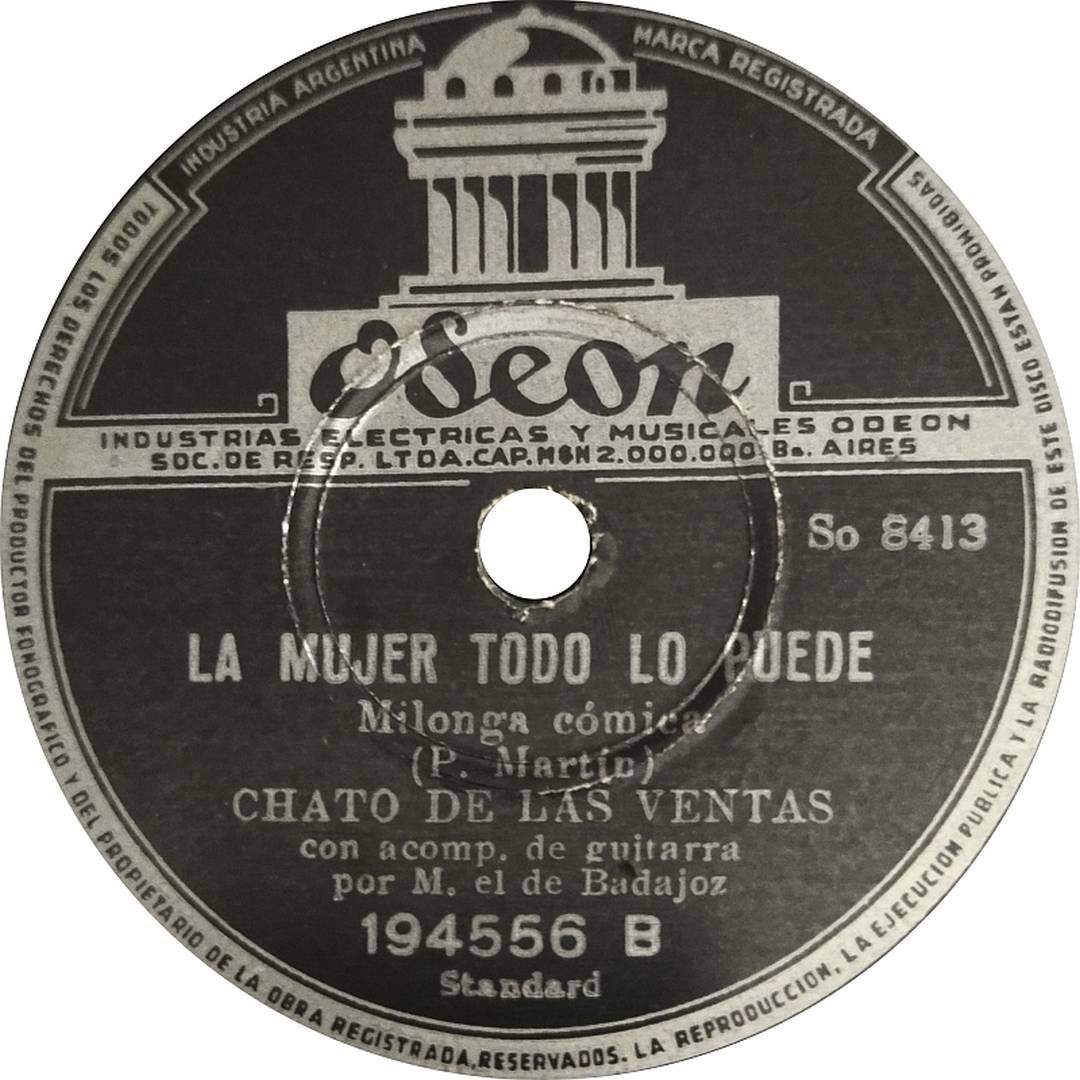 INDUSTRIA ARGENTINA
MARCA REGISTRADA
Odeon
INDUSTRIAS ELECTRICAS Y MUSICALES ODEON
SOC. DE RESP. LTDA. CAP. M$N 2.000.000 Bs. AIRES
So 8413
LA MUJER TODO LO PUEDE
Milonga cómica
(P. Martín)
CHATO DE LAS VENTAS
con acomp. de guitarra
por M. el de Badajoz
194556 B
Standard
TODOS LOS DERECHOS DEL PRODUCTOR FONOGRAFICO Y DEL PROPIETARIO DE LA OBRA REGISTRADA, RESERVADOS. LA REPRODUCCION, LA EJECUCION PUBLICA Y LA RADIODIFUSION DE ESTE DISCO ESTAN PROHIBIDAS